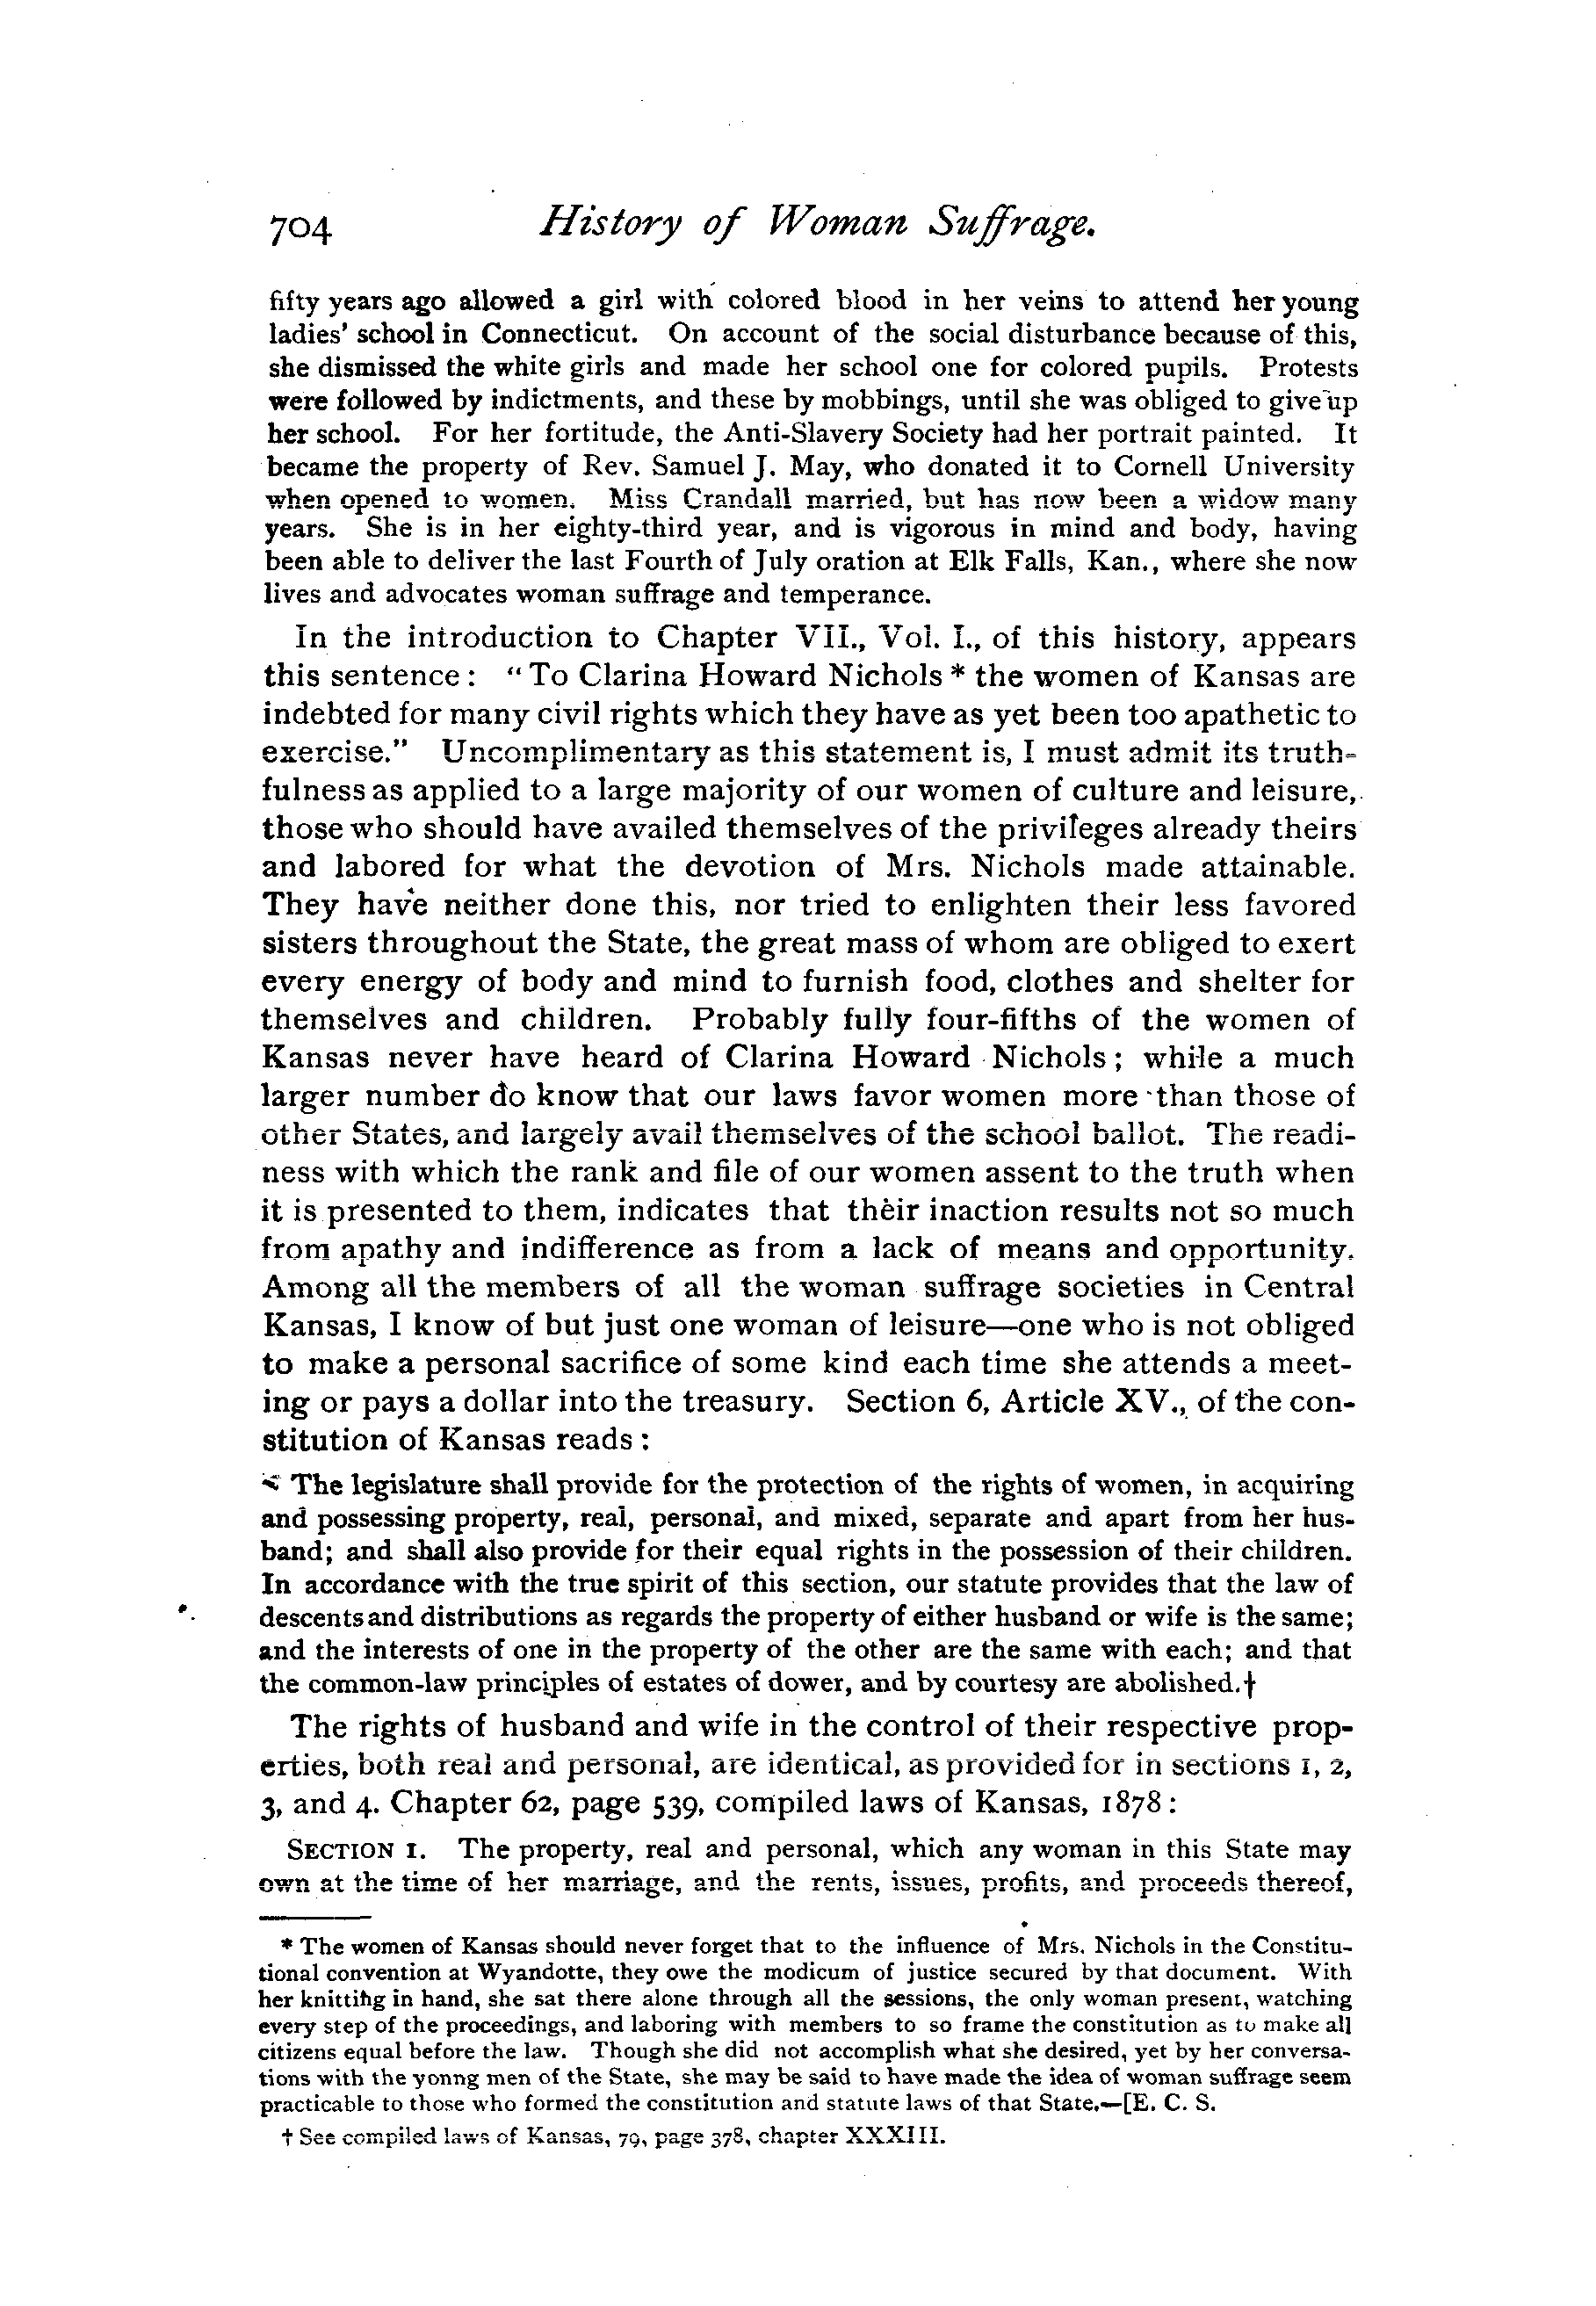 704 History of Woman Suffrage.
fifty years ago allowed a girl with colored blood in her veins to attend her young
ladies' school in Connecticut. On account of the social disturbance because of this,
she dismissed the white girls and made her school one for colored pupils. Protests
were followed by indictments, and these by mobbings, until she was obliged to give up
her school. For her fortitude, the Anti-Slavery Society had her portrait painted. It
became the property of Rev. Samuel J. May, who donated it to Cornell University
when opened to women. Miss Crandall married, but has now been a widow many
years. She is in her eighty-third year, and is vigorous in mind and body, having
been able to deliver the last Fourth of July oration at Elk Falls, Kan., where she now
lives and advocates woman suffrage and temperance.
In the introduction to Chapter VII., Vol. I., of this history, appears
this sentence: "To Clarina Howard Nichols * the women of Kansas are
indebted for many civil rights which they have as yet been too apathetic to
exercise." Uncomplimentary as this statement is, I must admit its truth-
fulness as applied to a large majority of our women of culture and leisure,
those who should have availed themselves of the privileges already theirs
and labored for what the devotion of Mrs. Nichols made attainable.
They have neither done this, nor tried to enlighten their less favored
sisters throughout the State, the great mass of whom are obliged to exert
every energy of body and mind to furnish food, clothes and shelter for
themselves and children. Probably fully four-fifths of the women of
Kansas never have heard of Clarina Howard Nichols; while a much
larger number do know that our laws favor women more than those of
other States, and largely avail themselves of the school ballot. The readi-
ness with which the rank and file of our women assent to the truth when
it is presented to them, indicates that their inaction results not so much
from apathy and indifference as from a lack of means and opportunity.
Among all the members of all the woman suffrage societies in Central
Kansas, I know of but just one woman of leisure—one who is not obliged
to make a personal sacrifice of some kind each time she attends a meet-
ing or pays a dollar into the treasury. Section 6, Article XV., of the con-
stitution of Kansas reads:
The legislature shall provide for the protection of the rights of women, in acquiring
and possessing property, real, personal, and mixed, separate and apart from her hus-
band; and shall also provide for their equal rights in the possession of their children.
In accordance with the true spirit of this section, our statute provides that the law of
descents and distributions as regards the property of either husband or wife is the same;
and the interests of one in the property of the other are the same with each; and that
the common-law principles of estates of dower, and by courtesy are abolished.†
The rights of husband and wife in the control of their respective prop-
erties, both real and personal, are identical, as provided for in sections 1, 2,
3, and 4. Chapter 62, page 539, compiled laws of Kansas, 1878:
SECTION 1. The property, real and personal, which any woman in this State may
own at the time of her marriage, and the rents, issues, profits, and proceeds thereof,
* The women of Kansas should never forget that to the influence of Mrs. Nichols in the Constitu-
tional convention at Wyandotte, they owe the modicum of justice secured by that document. With
her knitting in hand, she sat there alone through all the sessions, the only woman present, watching
every step of the proceedings, and laboring with members to so frame the constitution as to make all
citizens equal before the law. Though she did not accomplish what she desired, yet by her conversa-
tions with the yonng men of the State, she may be said to have made the idea of woman suffrage seem
practicable to those who formed the constitution and statute laws of that State.—[E. C. S.
† See compiled laws of Kansas, 79, page 378, chapter XXXIII.